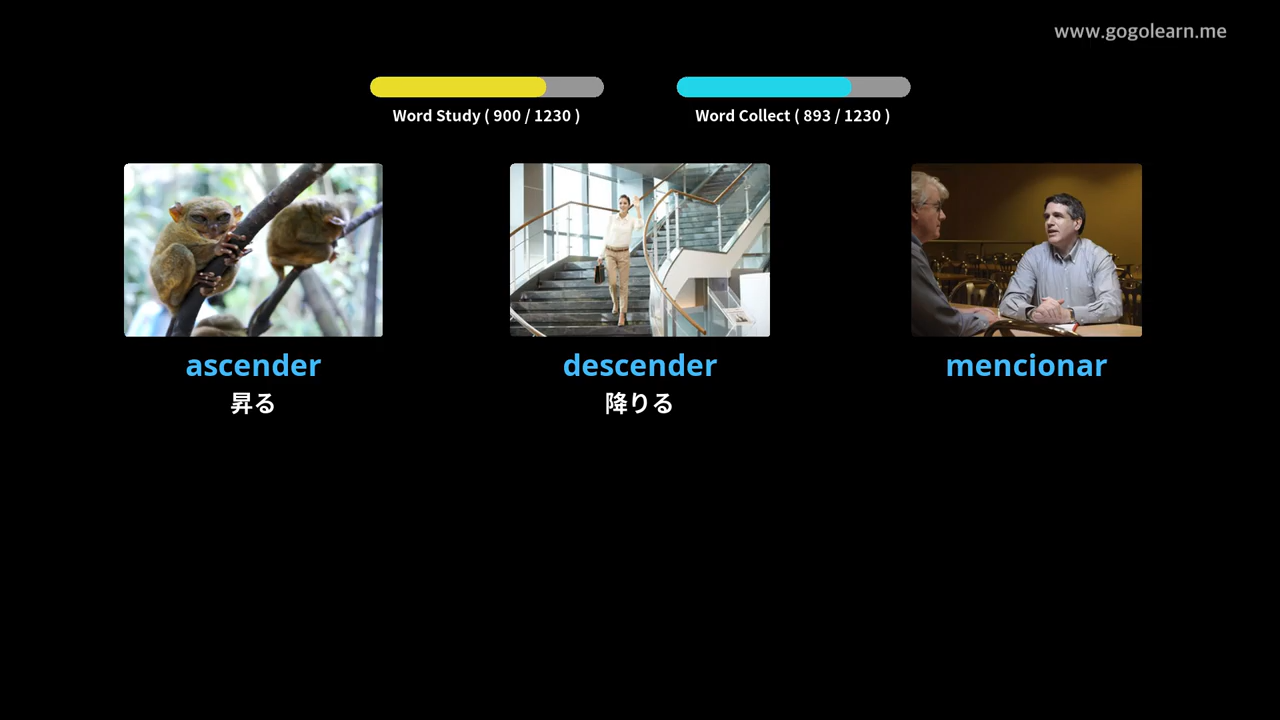 www.gogolearn.me
Word Study ( 900 / 1230 )
Word Collect ( 893 / 1230 )
ascender
昇る
descender
降りる
mencionar